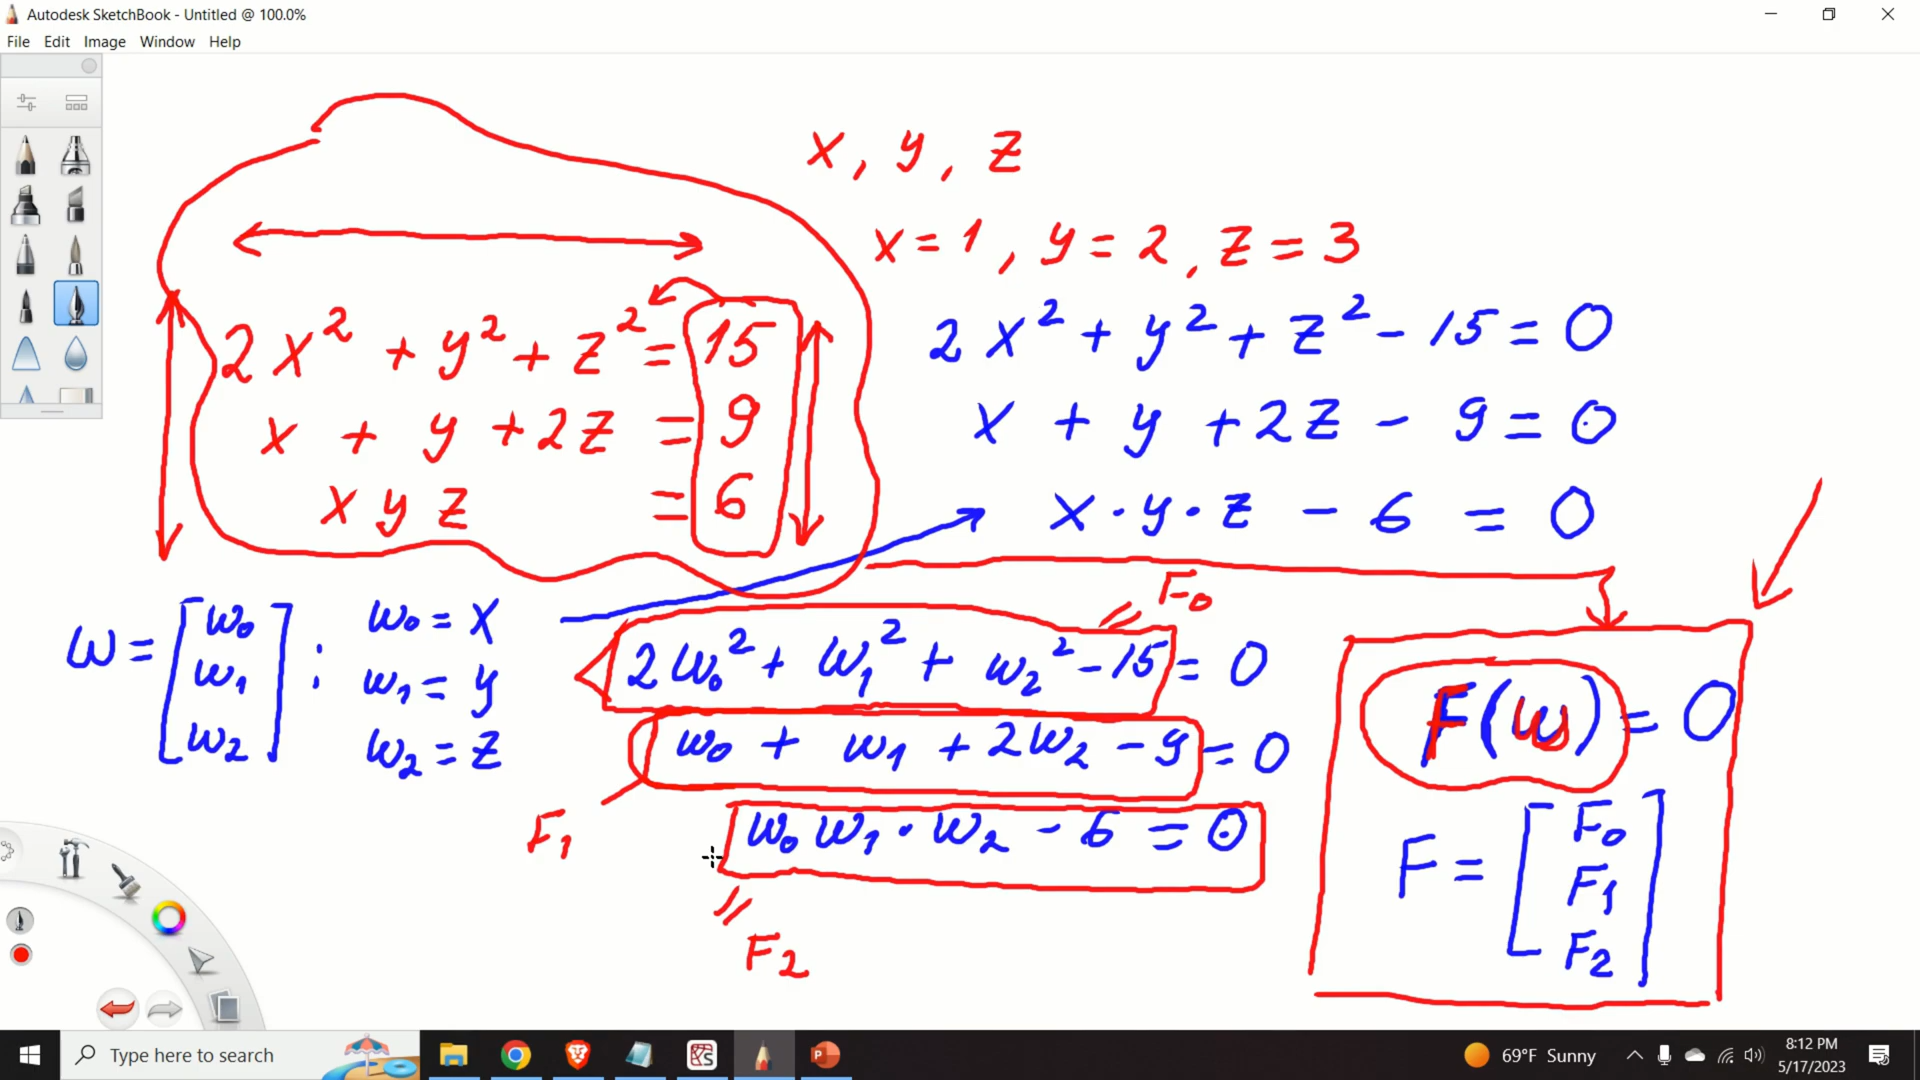 Autodesk SketchBook - Untitled @ 100.0%
File Edit Image Window Help
x, y, z
x = 1, y = 2, z = 3
2x² + y² + z² = 15
x + y + 2z = 9
x y z = 6
2x² + y² + z² - 15 = 0
x + y + 2z - 9 = 0
x · y · z - 6 = 0
w = [w₀ w₁ w₂] ; w₀ = x
w₁ = y
w₂ = z
F₀
2w₀² + w₁² + w₂² - 15 = 0
w₀ + w₁ + 2w₂ - 9 = 0
F₁
w₀ w₁ · w₂ - 6 = 0
F₂
F(w) = 0
F = [F₀ F₁ F₂]
Type here to search
69°F Sunny
8:12 PM
5/17/2023